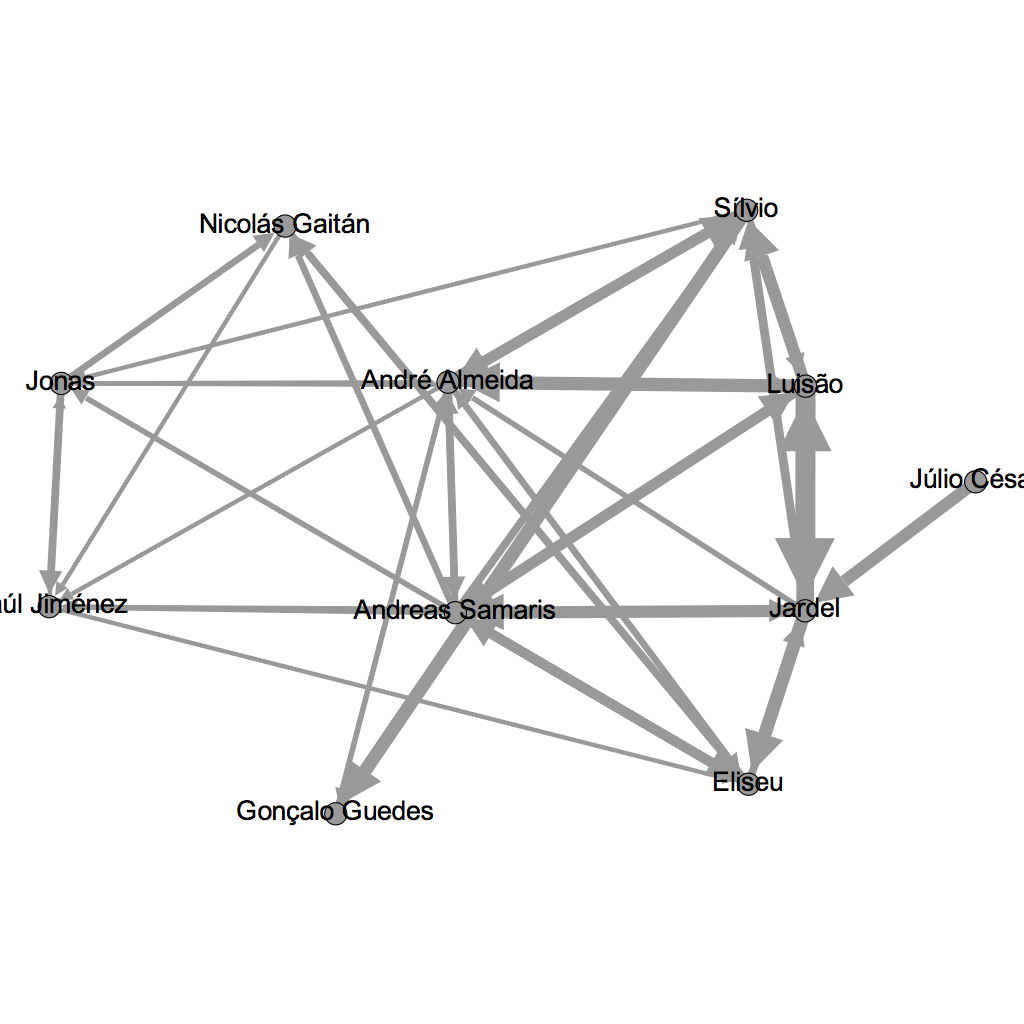 Sílvio
Nicolás Gaitán
Jonas
André Almeida
Luisão
Júlio Césa
aúl Jiménez
Andreas Samaris
Jardel
Eliseu
Gonçalo Guedes